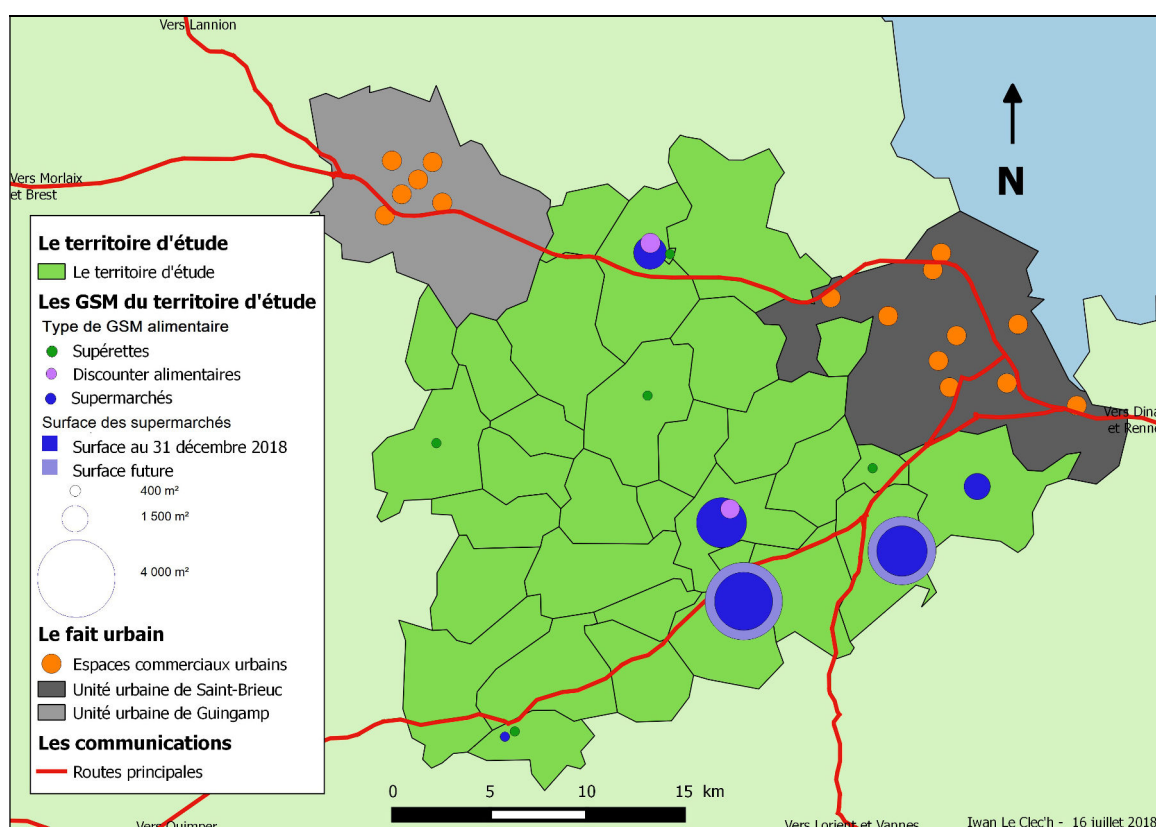 Vers Lannion
Vers Morlaix
et Brest
N
Le territoire d'étude
Le territoire d'étude
Les GSM du territoire d'étude
Type de GSM alimentaire
Supérettes
Discounter alimentaires
Supermarchés
Surface des supermarchés
Surface au 31 décembre 2018
Surface future
400 m²
1 500 m²
4 000 m²
Le fait urbain
Espaces commerciaux urbains
Unité urbaine de Saint-Brieuc
Unité urbaine de Guingamp
Les communications
Routes principales
Vers Dina
et Renne
0 5 10 15 km
Vers Quimper
Vers Lorient et Vannes
Iwan Le Clec'h - 16 juillet 2018